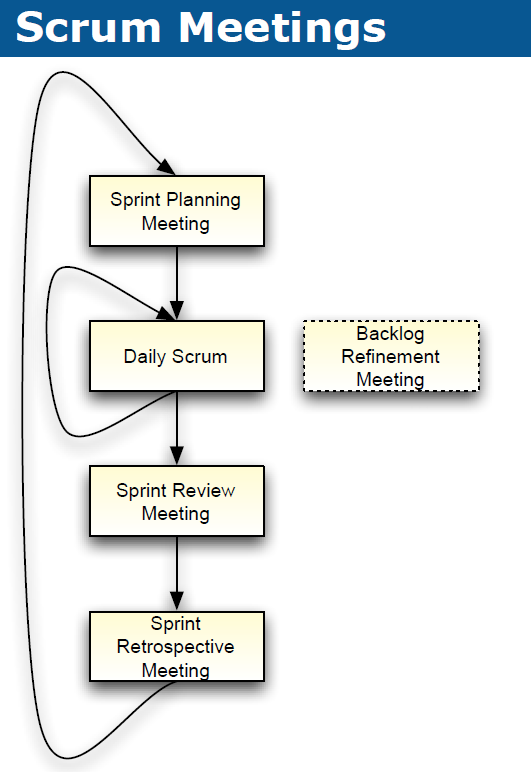 Scrum Meetings
Sprint Planning
Meeting
Daily Scrum
Backlog
Refinement
Meeting
Sprint Review
Meeting
Sprint
Retrospective
Meeting